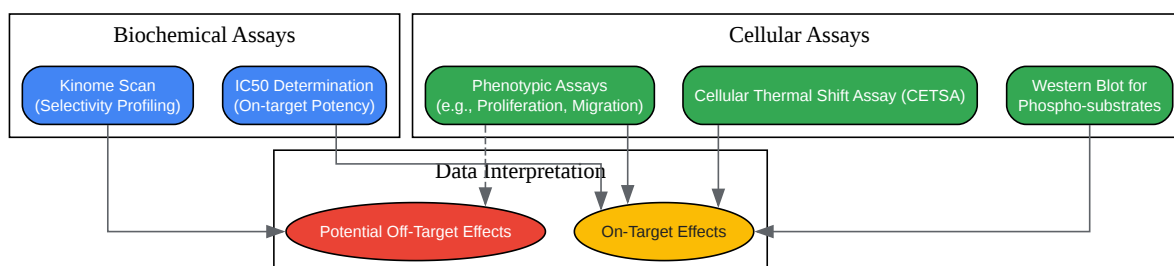 Biochemical Assays
Cellular Assays
Kinome Scan
(Selectivity Profiling)
IC50 Determination
(On-target Potency)
Phenotypic Assays
(e.g., Proliferation, Migration)
Cellular Thermal Shift Assay (CETSA)
Western Blot for
Phospho-substrates
Data Interpretation
Potential Off-Target Effects
On-Target Effects